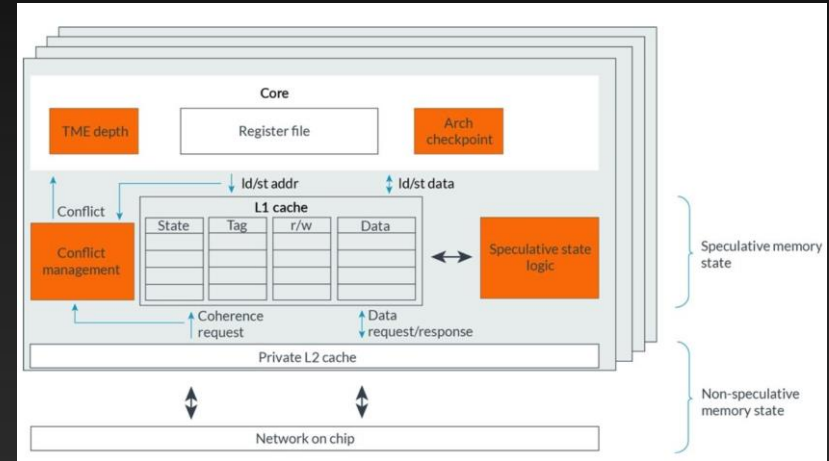 Core
TME depth
Register file
Arch
checkpoint
ld/st addr
ld/st data
Conflict
L1 cache
State
Tag
r/w
Data
Conflict
management
Speculative state
logic
Speculative memory
state
Coherence
request
Data
request/response
Private L2 cache
Non-speculative
memory state
Network on chip